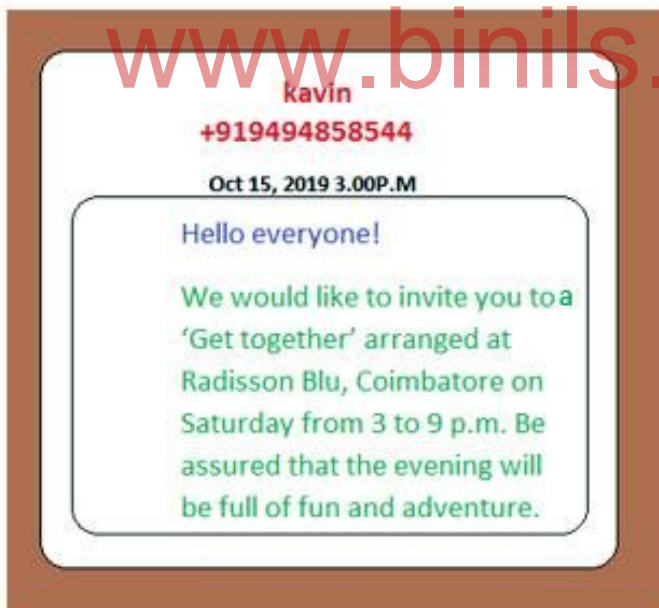 www.binils.
kavin
+919494858544
Oct 15, 2019 3.00P.M
Hello everyone!
We would like to invite you to a
‘Get together’ arranged at
Radisson Blu, Coimbatore on
Saturday from 3 to 9 p.m. Be
assured that the evening will
be full of fun and adventure.